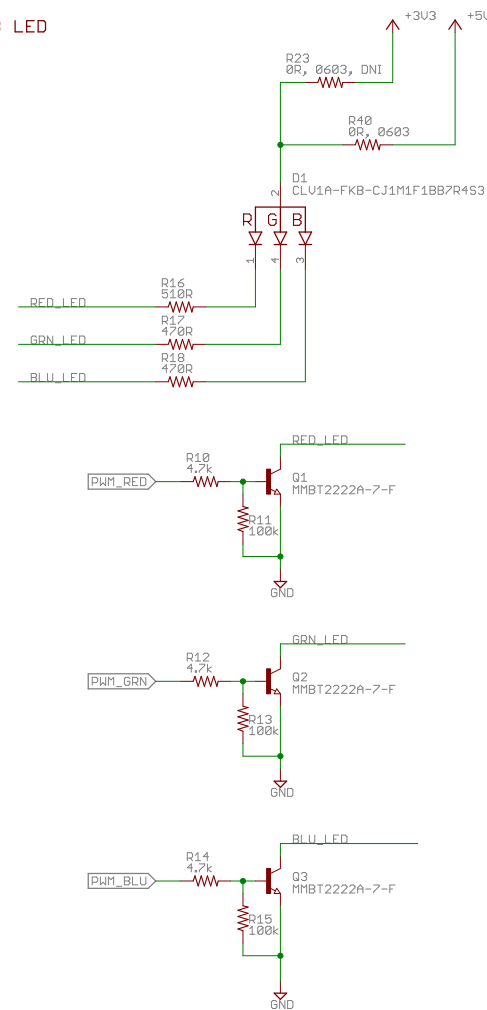 LED
+3V3
+5V
R23
0R, 0603, DNI
R40
0R, 0603
D1
CLV1A-FKB-CJ1M1F1BB7R4S3
2
R G B
1 4 3
R16
510R
RED_LED
R17
470R
GRN_LED
R18
470R
BLU_LED
RED_LED
R10
4.7k
PWM_RED
Q1
MMBT2222A-7-F
R11
100k
GND
GRN_LED
R12
4.7k
PWM_GRN
Q2
MMBT2222A-7-F
R13
100k
GND
BLU_LED
R14
4.7k
PWM_BLU
Q3
MMBT2222A-7-F
R15
100k
GND